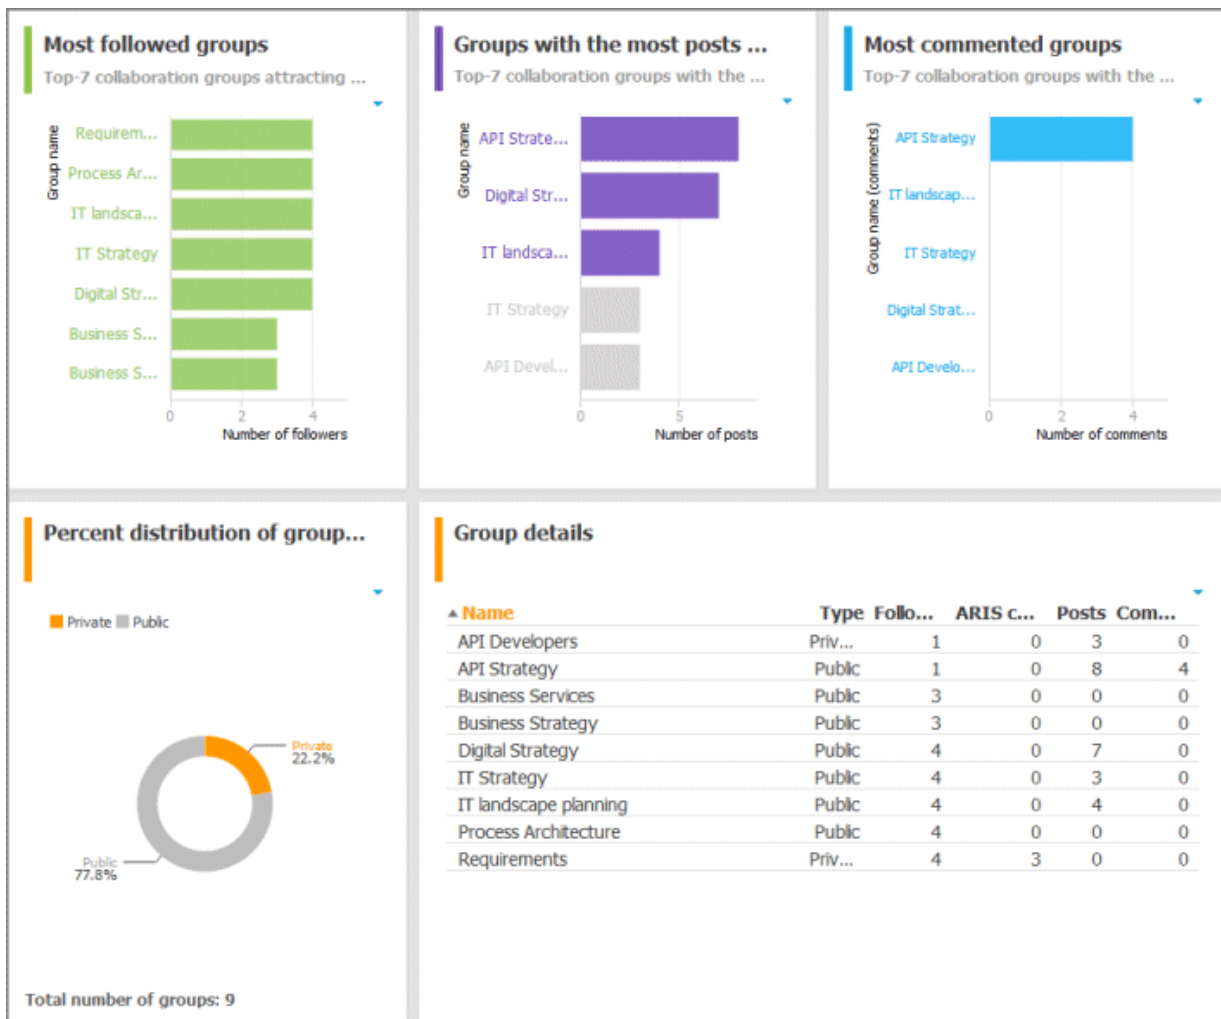 Most followed groups
Top-7 collaboration groups attracting ...
Group name
Requirem...
Process Ar...
IT landsca...
IT Strategy
Digital Str...
Business S...
Business S...
0 2 4
Number of followers
Groups with the most posts ...
Top-7 collaboration groups with the ...
Group name
API Strate...
Digital Str...
IT landsca...
IT Strategy
API Devel...
0 5
Number of posts
Most commented groups
Top-7 collaboration groups with the ...
Group name (comments)
API Strategy
IT landscap...
IT Strategy
Digital Strat...
API Develo...
0 2 4
Number of comments
Percent distribution of group...
Private Public
Private
22.2%
Public
77.8%
Total number of groups: 9
Group details
Name Type Follo... ARIS c... Posts Com...
API Developers Priv... 1 0 3 0
API Strategy Public 1 0 8 4
Business Services Public 3 0 0 0
Business Strategy Public 3 0 0 0
Digital Strategy Public 4 0 7 0
IT Strategy Public 4 0 3 0
IT landscape planning Public 4 0 4 0
Process Architecture Public 4 0 0 0
Requirements Priv... 4 3 0 0